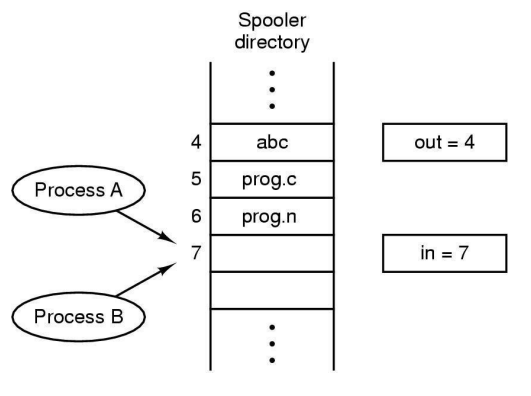 Spooler
directory
4 abc out = 4
5 prog.c
Process A
6 prog.n
7 in = 7
Process B